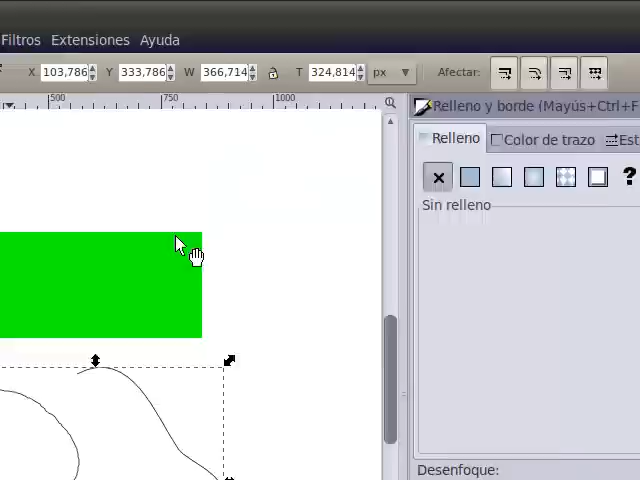 Filtros Extensiones Ayuda
X 103,786 Y 333,786 W 366,714 T 324,814 px Afectar:
500 750 1000
Relleno y borde (Mayús+Ctrl+F
Relleno Color de trazo Est
?
Sin relleno
Desenfoque: